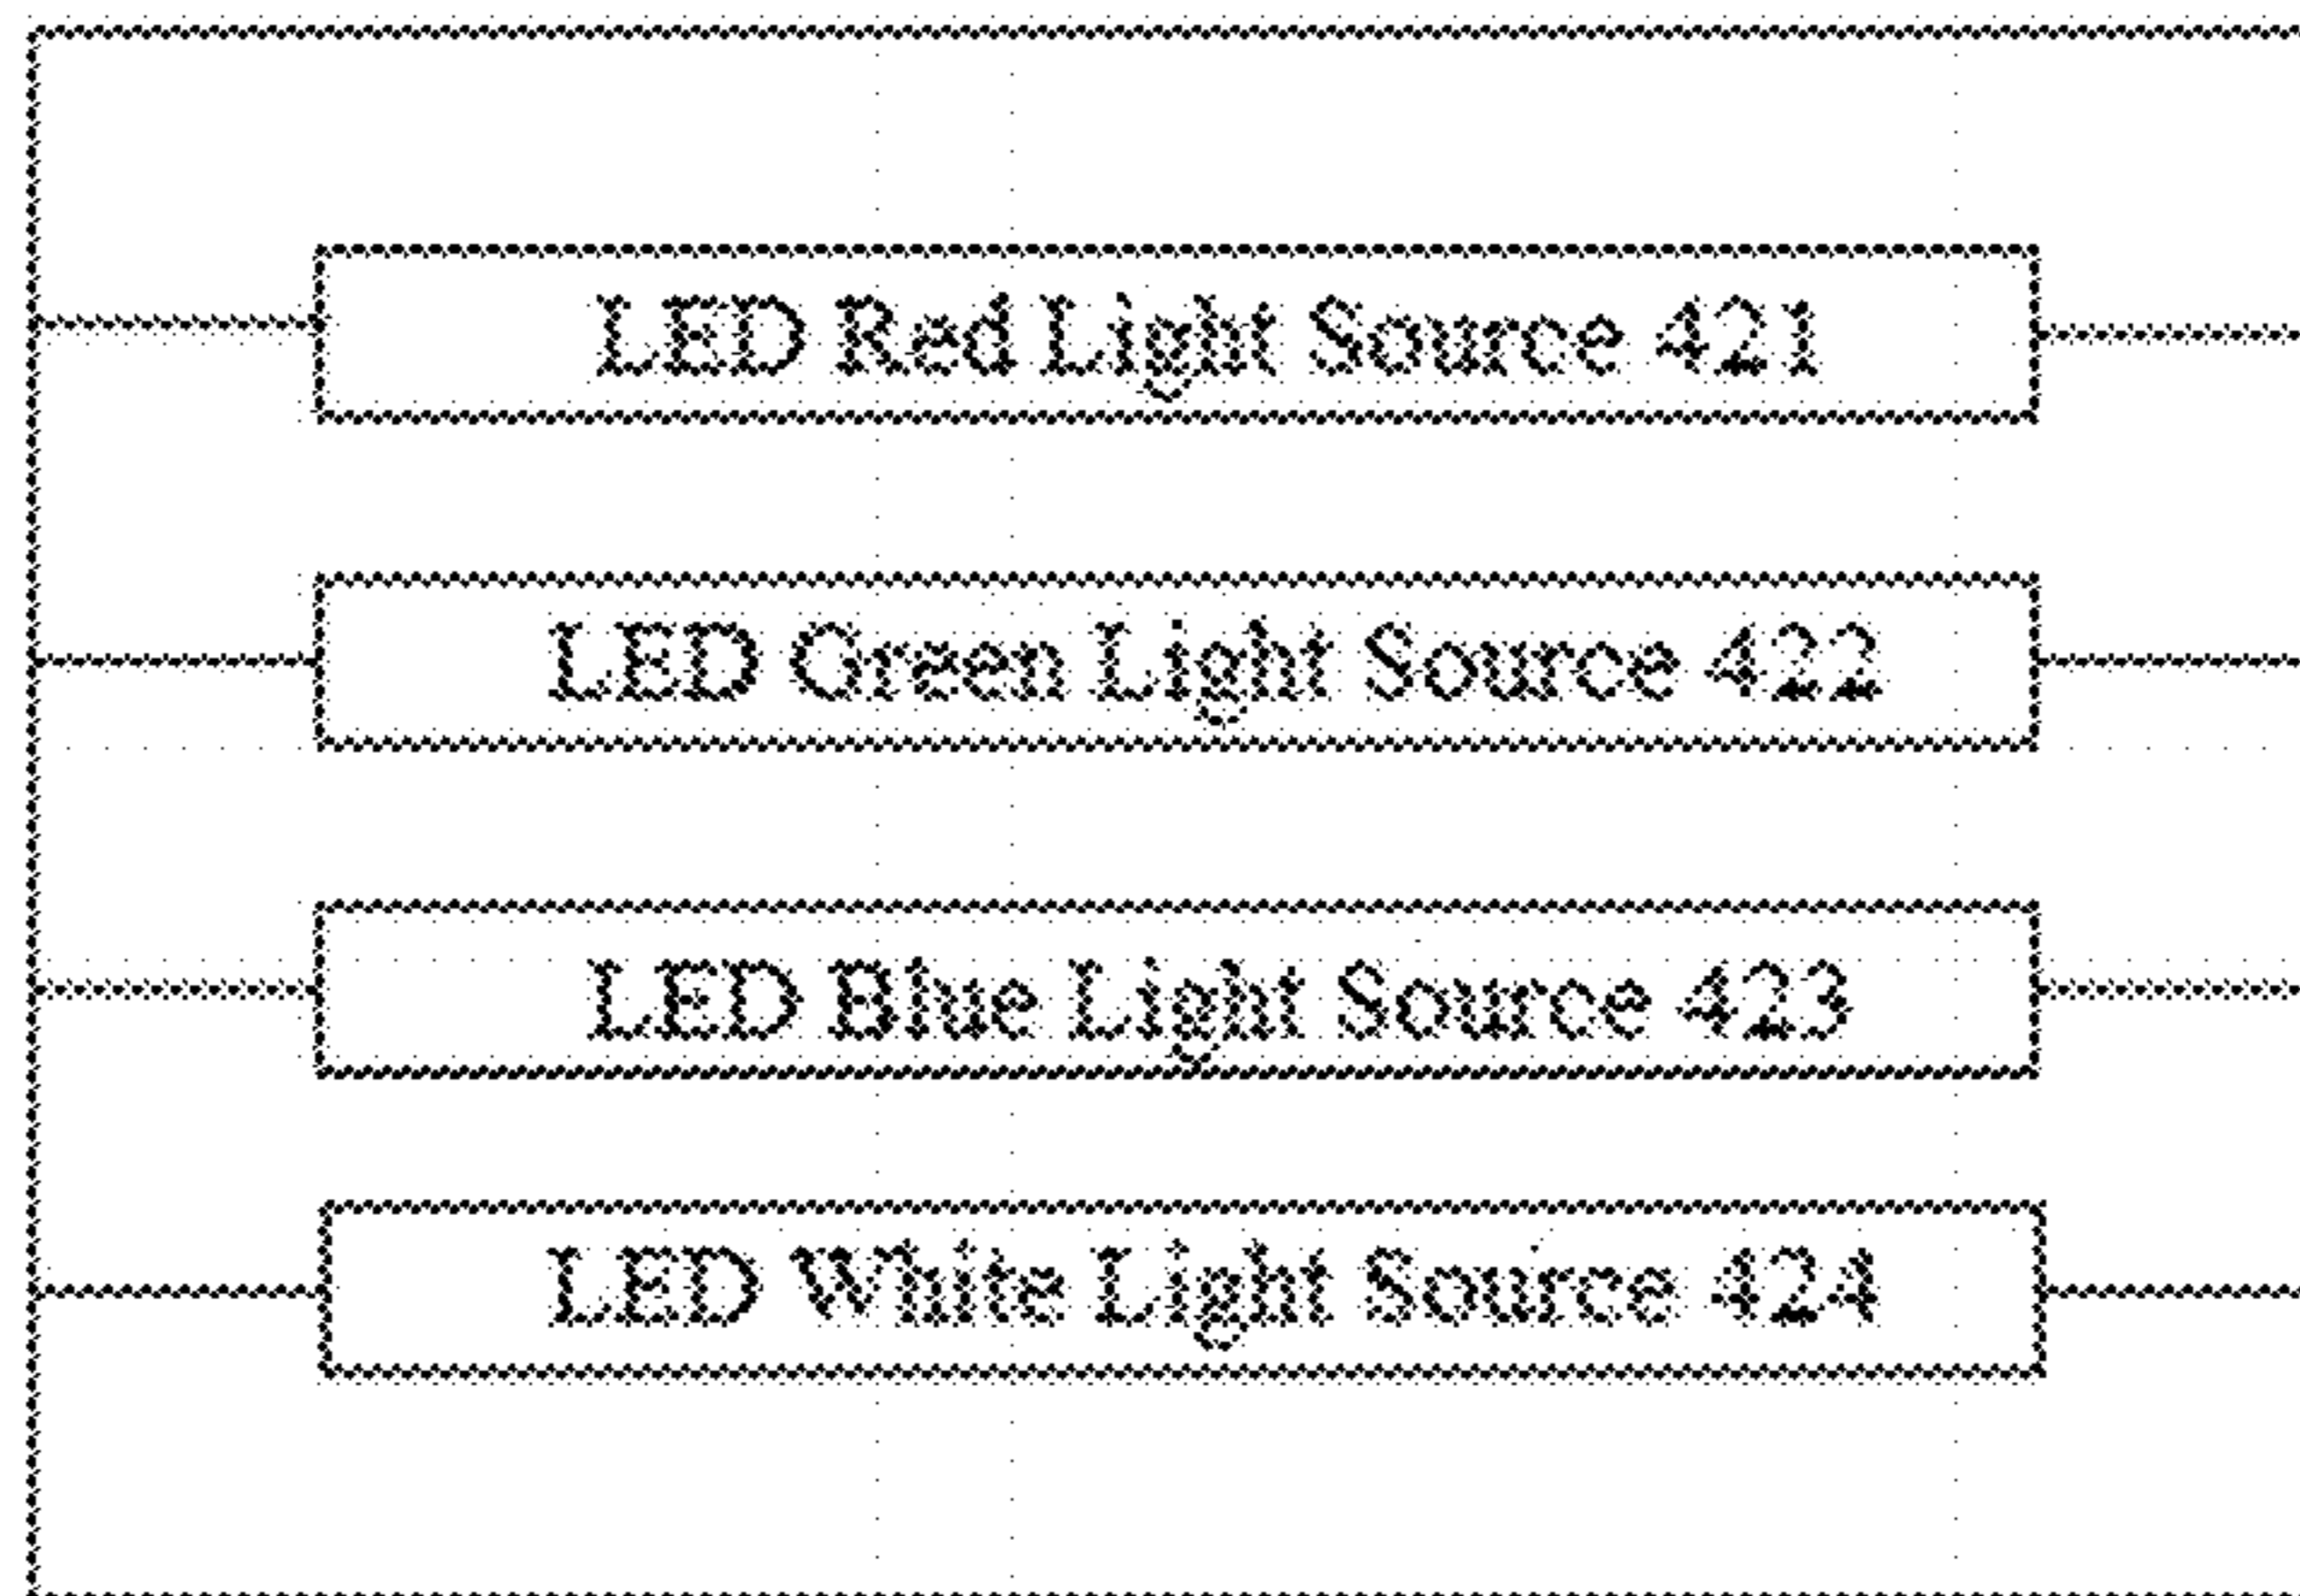 LED Red Light Source 421
LED Green Light Source 422
LED Blue Light Source 423
LED White Light Source 424